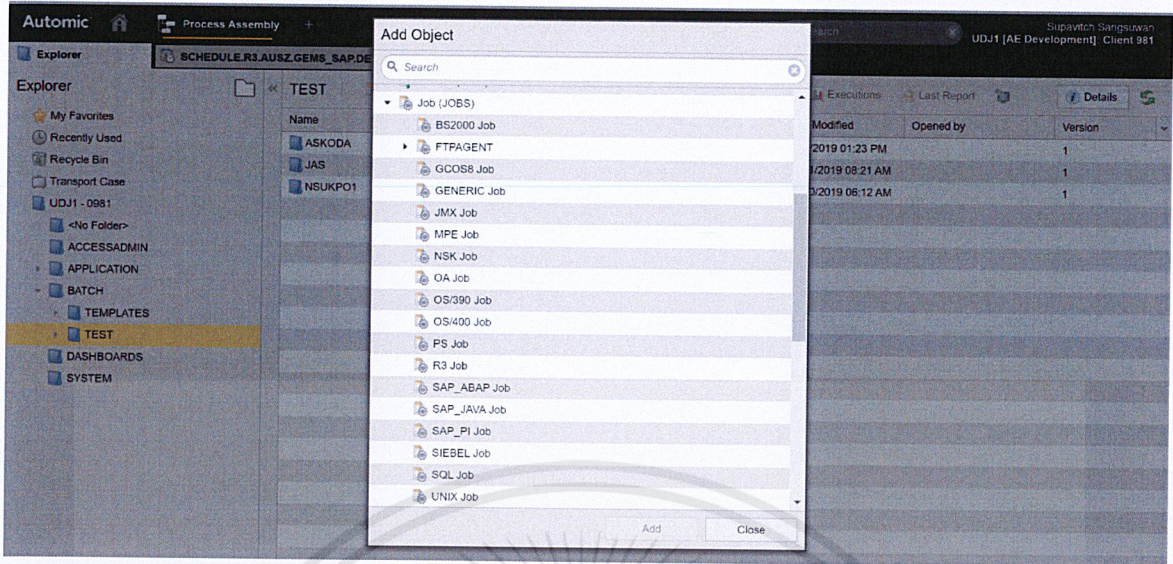 Automic
Process Assembly
+
Supavitch Sangsuwan
UDJ1 [AE Development]: Client 981
Explorer
SCHEDULE.R3.AUSZ.GEMS_SAP.DE
Explorer
My Favorites
Recently Used
Recycle Bin
Transport Case
UDJ1 - 0981
<No Folder>
ACCESSADMIN
APPLICATION
BATCH
TEMPLATES
TEST
DASHBOARDS
SYSTEM
TEST
Name
ASKODA
JAS
NSUKPO1
Add Object
Search
Job (JOBS)
BS2000 Job
FTPAGENT
GCOS8 Job
GENERIC Job
JMX Job
MPE Job
NSK Job
OA Job
OS/390 Job
OS/400 Job
PS Job
R3 Job
SAP_ABAP Job
SAP_JAVA Job
SAP_PI Job
SIEBEL Job
SQL Job
UNIX Job
Add
Close
Executions
Last Report
Details
Modified
Opened by
Version
/2019 01:23 PM
1
1/2019 08:21 AM
1
0/2019 06:12 AM
1